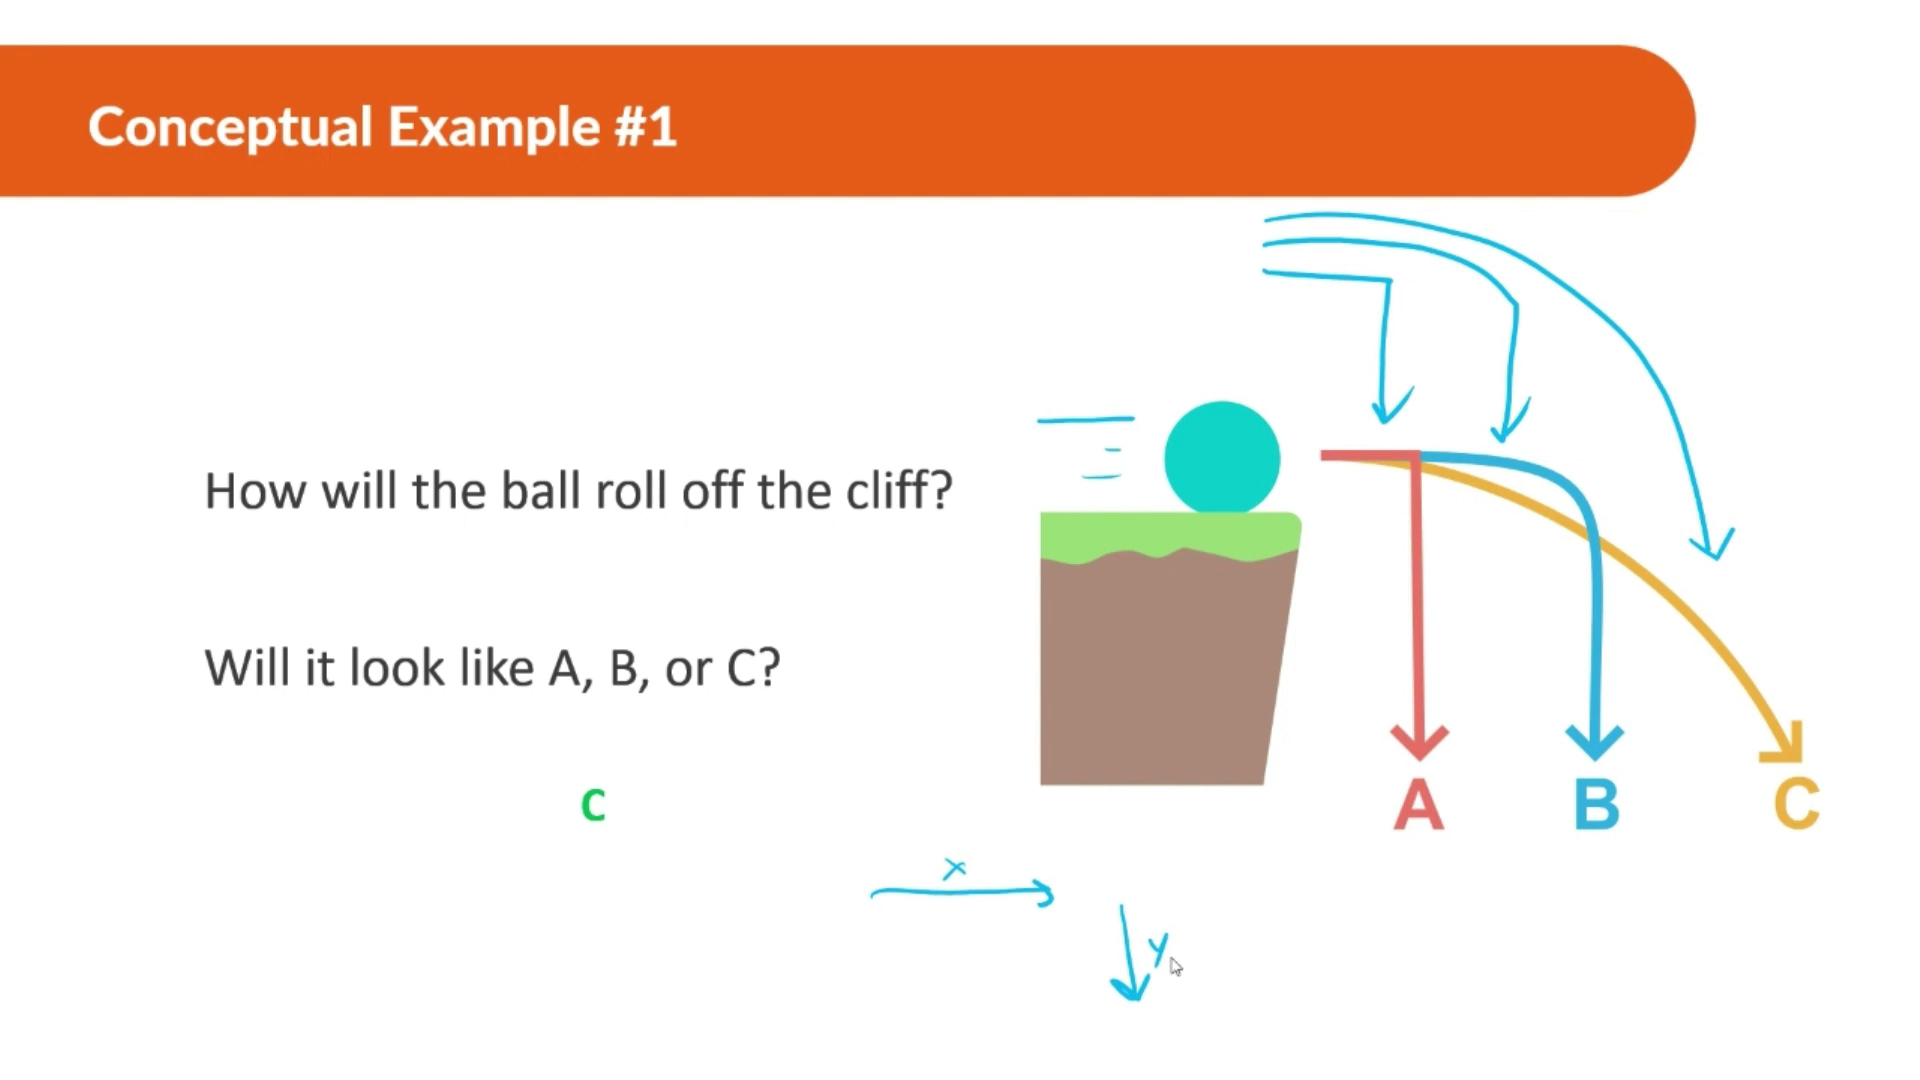 Conceptual Example #1
How will the ball roll off the cliff?
Will it look like A, B, or C?
C
A
B
C
x
y